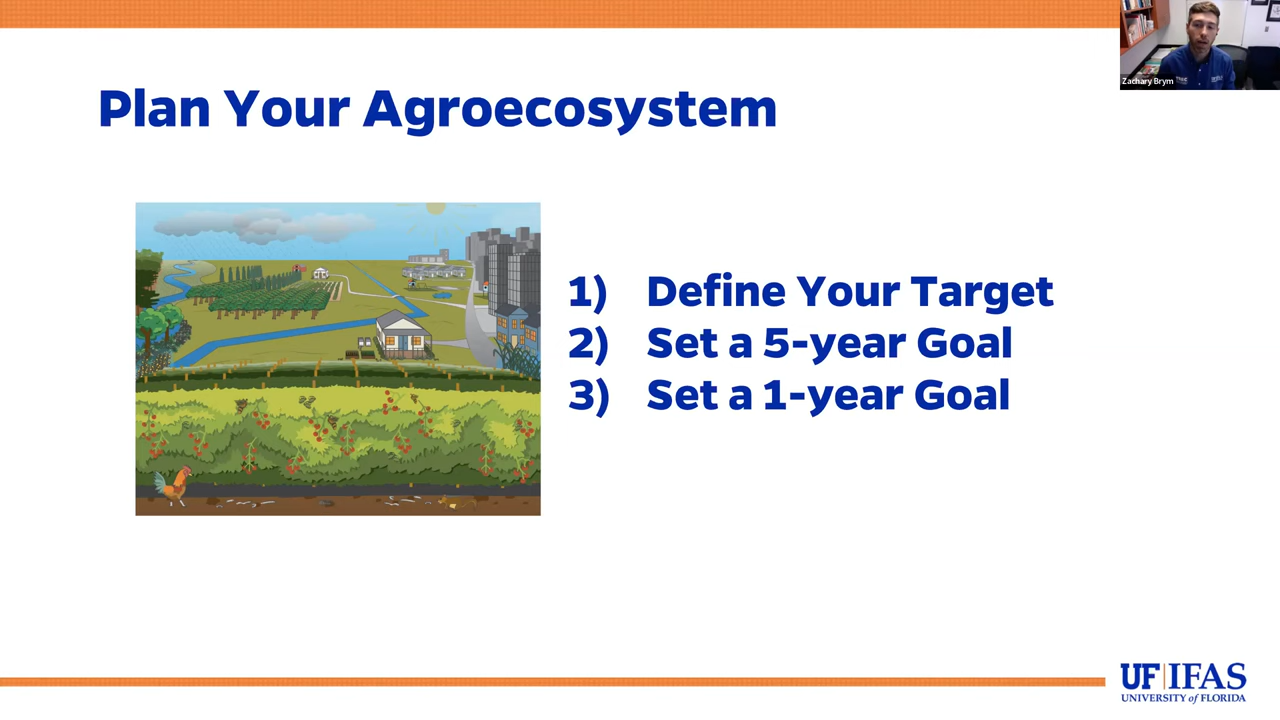 Zachary Brym
Plan Your Agroecosystem
1) Define Your Target
2) Set a 5-year Goal
3) Set a 1-year Goal
UF|IFAS
UNIVERSITY of FLORIDA